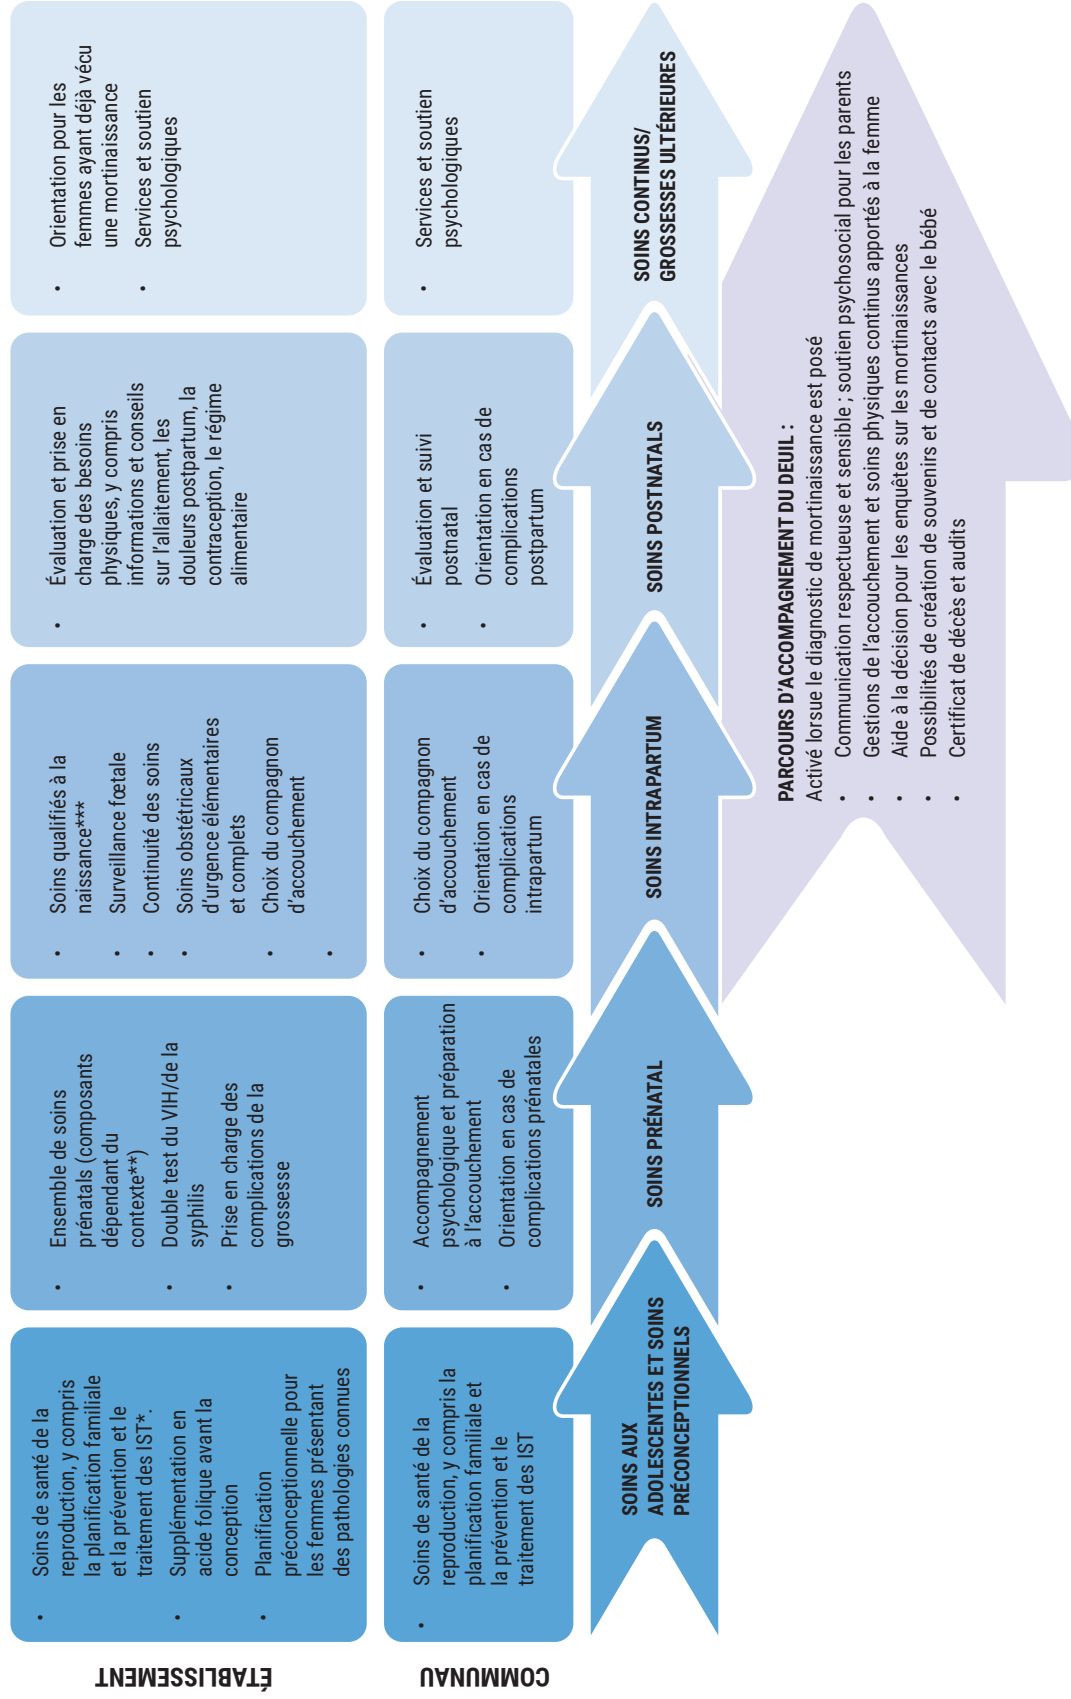 ÉTABLISSEMENT
Soins de santé de la
reproduction, y compris
la planification familiale
et la prévention et le
traitement des IST*.
Supplémentation en
acide folique avant la
conception
Planification
préconceptionnelle pour
les femmes présentant
des pathologies connues
Ensemble de soins
prénatals (composants
dépendant du
contexte**)
Double test du VIH/de la
syphilis
Prise en charge des
complications de la
grossesse
Soins qualifiés à la
naissance***
Surveillance fœtale
Continuité des soins
Soins obstétricaux
d'urgence élémentaires
et complets
Choix du compagnon
d'accouchement
Évaluation et prise en
charge des besoins
physiques, y compris
informations et conseils
sur l'allaitement, les
douleurs postpartum, la
contraception, le régime
alimentaire
Orientation pour les
femmes ayant déjà vécu
une mortinaissance
Services et soutien
psychologiques
COMMUNAU
Soins de santé de la
reproduction, y compris la
planification familiale et
la prévention et le
traitement des IST
Accompagnement
psychologique et préparation
à l'accouchement
Orientation en cas de
complications prénatales
Choix du compagnon
d'accouchement
Orientation en cas de
complications
intrapartum
Évaluation et suivi
postnatal
Orientation en cas de
complications
postpartum
Services et soutien
psychologiques
SOINS AUX
ADOLESCENTES ET SOINS
PRÉCONCEPTIONNELS
SOINS PRÉNATAL
SOINS INTRAPARTUM
SOINS POSTNATALS
SOINS CONTINUS/
GROSSESSES ULTÉRIEURES
PARCOURS D'ACCOMPAGNEMENT DU DEUIL :
Activé lorsue le diagnostic de mortinaissance est posé
Communication respectueuse et sensible ; soutien psychosocial pour les parents
Gestions de l'accouchement et soins physiques continus apportés à la femme
Aide à la décision pour les enquêtes sur les mortinaissances
Possibilités de création de souvenirs et de contacts avec le bébé
Certificat de décès et audits